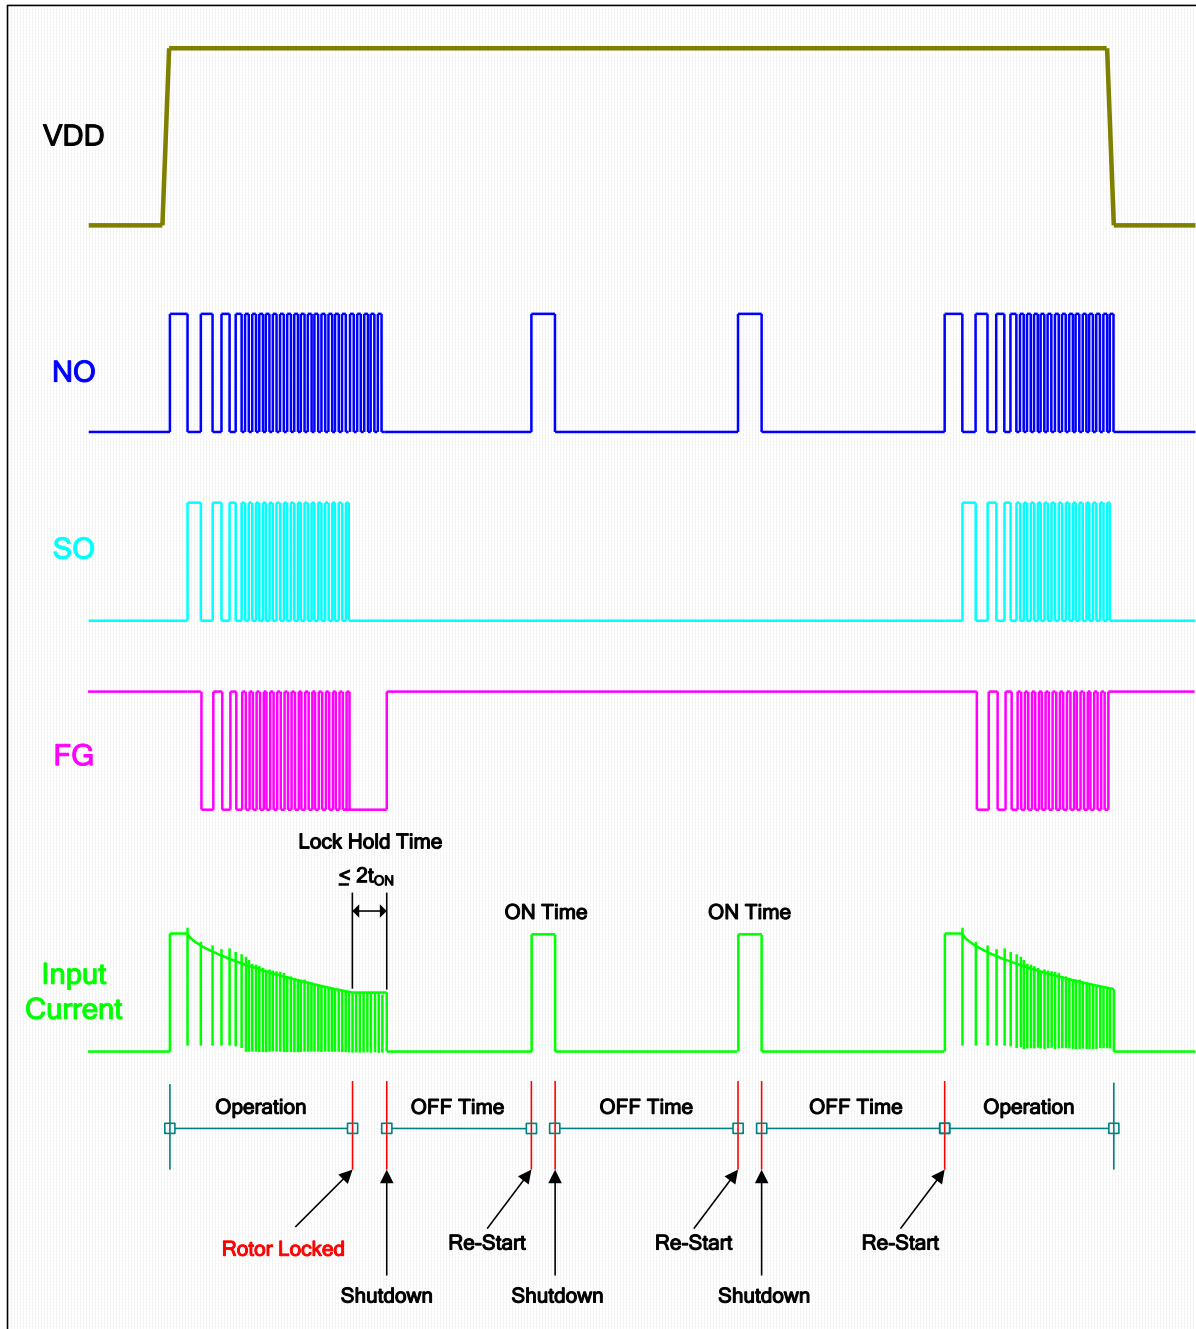 VDD
NO
SO
FG
Lock Hold Time
≤ 2tON
ON Time
ON Time
Input
Current
Operation
OFF Time
OFF Time
OFF Time
Operation
Rotor Locked
Re-Start
Re-Start
Re-Start
Shutdown
Shutdown
Shutdown